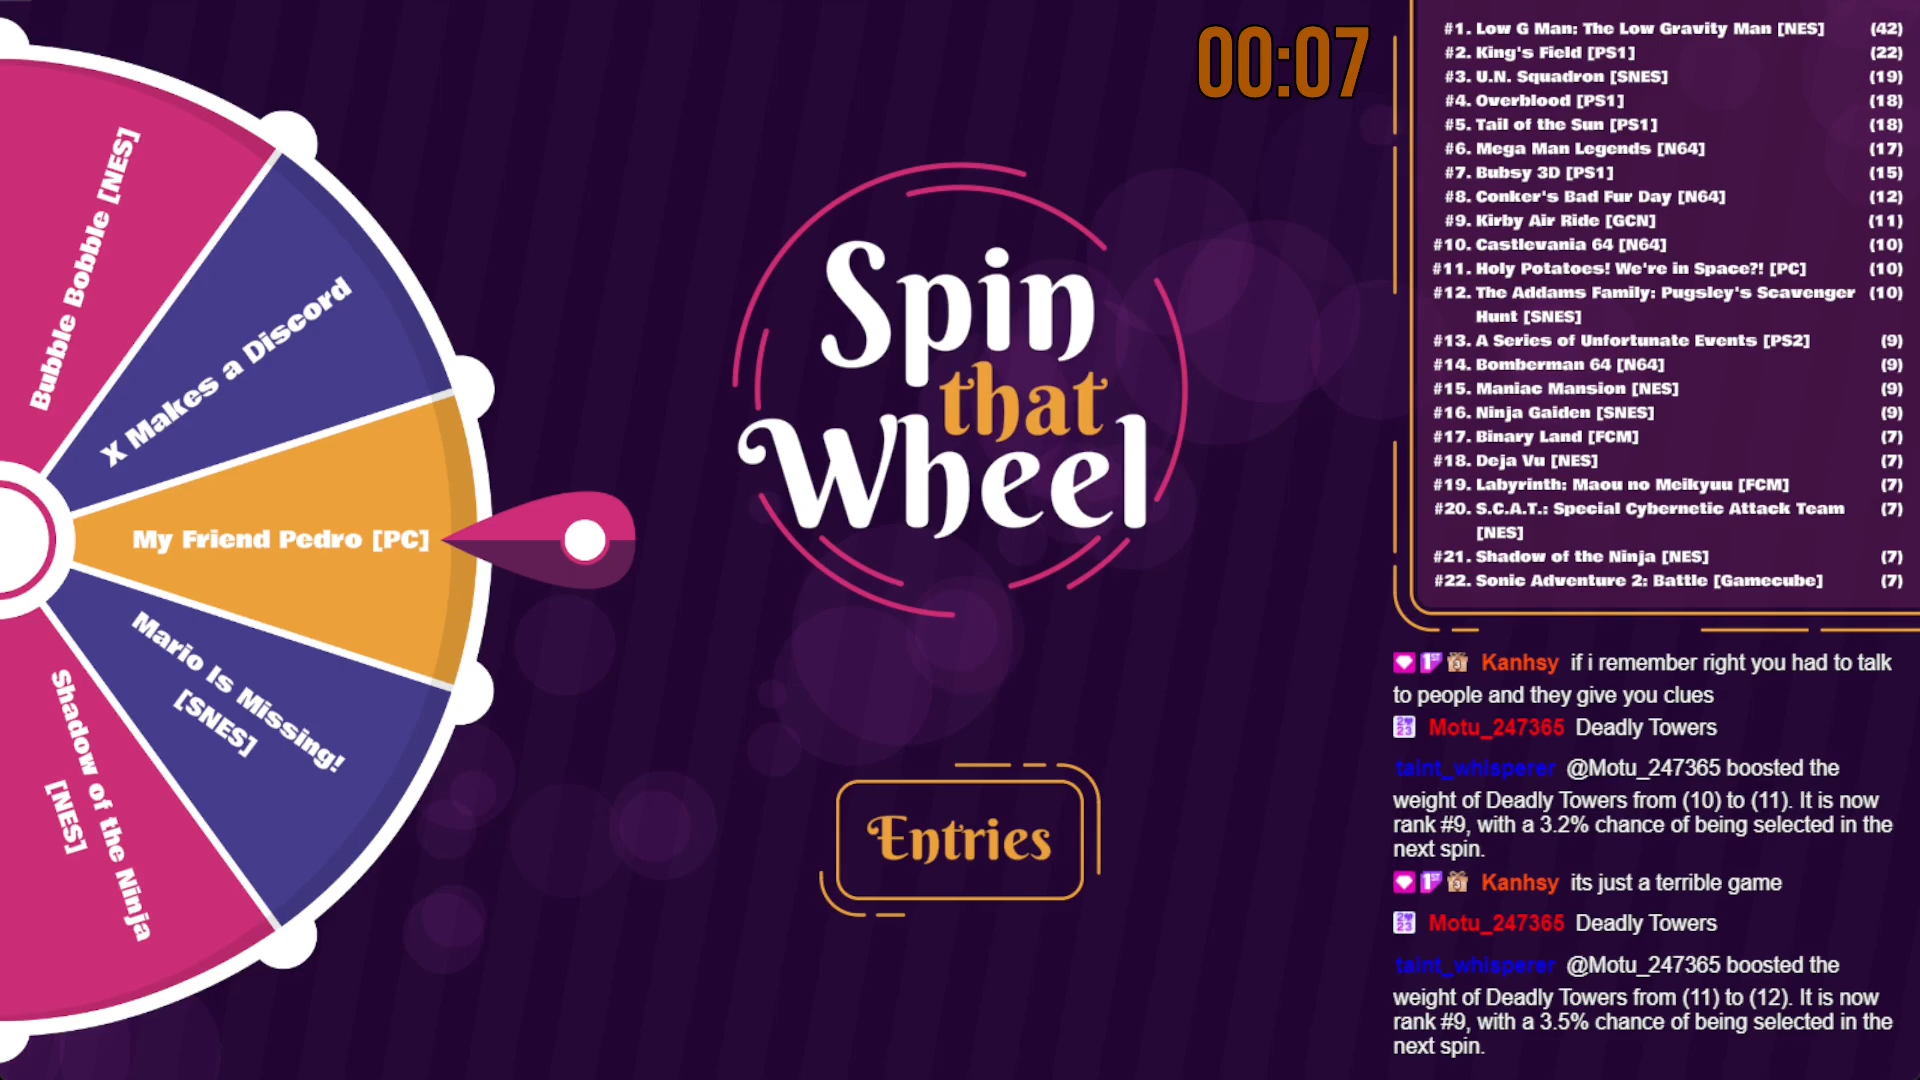 Bubble Bobble [NES]
X Makes a Discord
My Friend Pedro [PC]
Mario Is Missing!
[SNES]
Shadow of the Ninja
[NES]
00:07
Spin
that
Wheel
Entries
#1. Low G Man: The Low Gravity Man [NES] (42)
#2. King's Field [PS1] (22)
#3. U.N. Squadron [SNES] (19)
#4. Overblood [PS1] (18)
#5. Tail of the Sun [PS1] (18)
#6. Mega Man Legends [N64] (17)
#7. Bubsy 3D [PS1] (15)
#8. Conker's Bad Fur Day [N64] (12)
#9. Kirby Air Ride [GCN] (11)
#10. Castlevania 64 [N64] (10)
#11. Holy Potatoes! We're in Space?! [PC] (10)
#12. The Addams Family: Pugsley's Scavenger (10)
Hunt [SNES]
#13. A Series of Unfortunate Events [PS2] (9)
#14. Bomberman 64 [N64] (9)
#15. Maniac Mansion [NES] (9)
#16. Ninja Gaiden [SNES] (9)
#17. Binary Land [FCM] (7)
#18. Deja Vu [NES] (7)
#19. Labyrinth: Maou no Meikyuu [FCM] (7)
#20. S.C.A.T.: Special Cybernetic Attack Team (7)
[NES]
#21. Shadow of the Ninja [NES] (7)
#22. Sonic Adventure 2: Battle [Gamecube] (7)
1ST 3 Kanhsy if i remember right you had to talk
to people and they give you clues
2 23 Motu_247365 Deadly Towers
taint_whisperer @Motu_247365 boosted the
weight of Deadly Towers from (10) to (11). It is now
rank #9, with a 3.2% chance of being selected in the
next spin.
1ST 3 Kanhsy its just a terrible game
2 23 Motu_247365 Deadly Towers
taint_whisperer @Motu_247365 boosted the
weight of Deadly Towers from (11) to (12). It is now
rank #9, with a 3.5% chance of being selected in the
next spin.